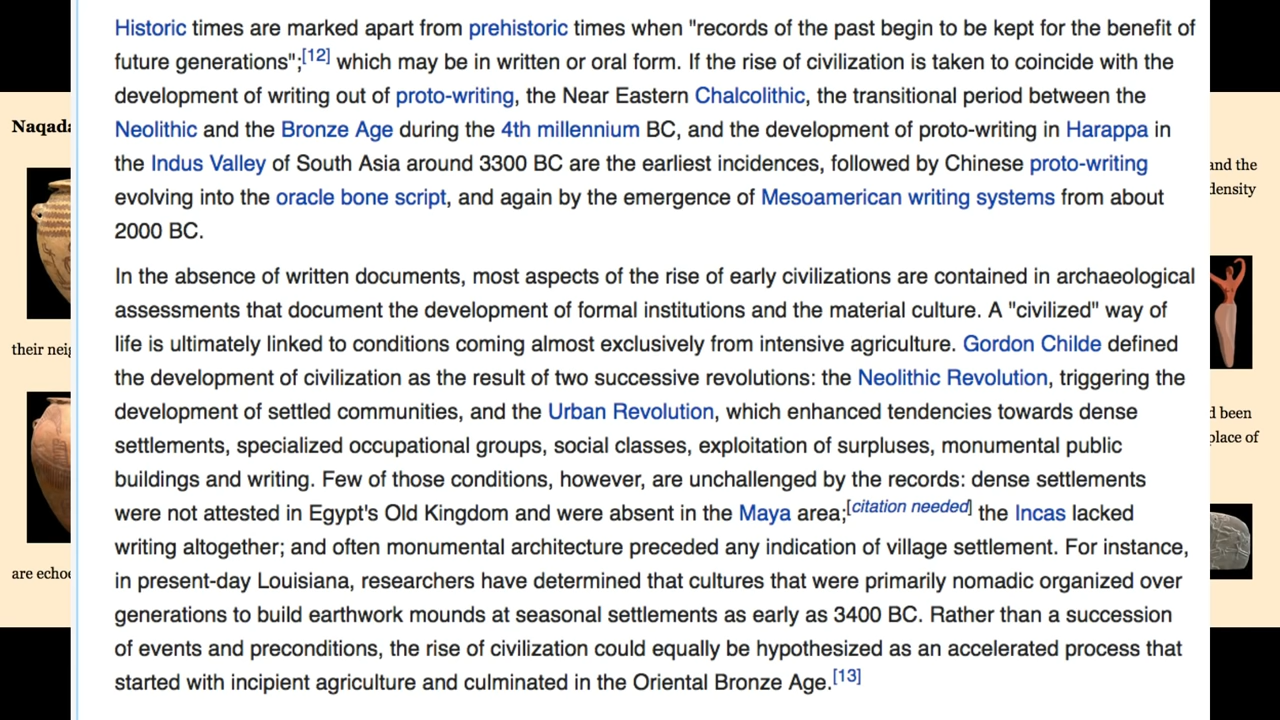 Historic times are marked apart from prehistoric times when "records of the past begin to be kept for the benefit of
future generations";[12] which may be in written or oral form. If the rise of civilization is taken to coincide with the
development of writing out of proto-writing, the Near Eastern Chalcolithic, the transitional period between the
Neolithic and the Bronze Age during the 4th millennium BC, and the development of proto-writing in Harappa in
the Indus Valley of South Asia around 3300 BC are the earliest incidences, followed by Chinese proto-writing
evolving into the oracle bone script, and again by the emergence of Mesoamerican writing systems from about
2000 BC.
In the absence of written documents, most aspects of the rise of early civilizations are contained in archaeological
assessments that document the development of formal institutions and the material culture. A "civilized" way of
life is ultimately linked to conditions coming almost exclusively from intensive agriculture. Gordon Childe defined
the development of civilization as the result of two successive revolutions: the Neolithic Revolution, triggering the
development of settled communities, and the Urban Revolution, which enhanced tendencies towards dense
settlements, specialized occupational groups, social classes, exploitation of surpluses, monumental public
buildings and writing. Few of those conditions, however, are unchallenged by the records: dense settlements
were not attested in Egypt's Old Kingdom and were absent in the Maya area;[citation needed] the Incas lacked
writing altogether; and often monumental architecture preceded any indication of village settlement. For instance,
in present-day Louisiana, researchers have determined that cultures that were primarily nomadic organized over
generations to build earthwork mounds at seasonal settlements as early as 3400 BC. Rather than a succession
of events and preconditions, the rise of civilization could equally be hypothesized as an accelerated process that
started with incipient agriculture and culminated in the Oriental Bronze Age.[13]
their
are
and the
density
been
place of